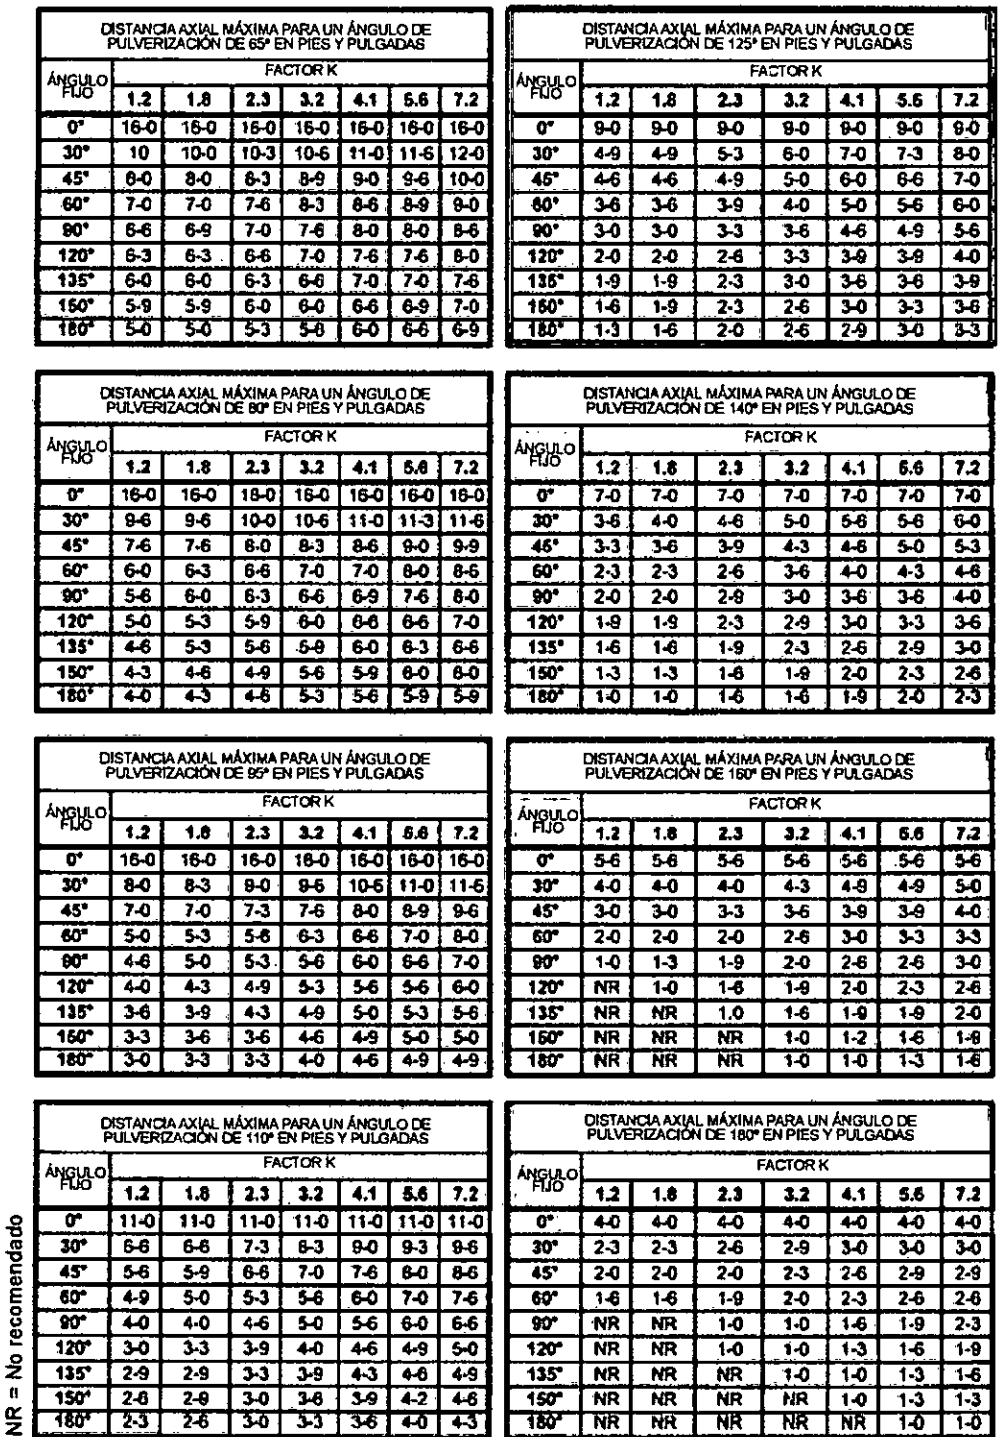 DISTANCIA AXIAL MÁXIMA PARA UN ÁNGULO DE
PULVERIZACIÓN DE 65° EN PIES Y PULGADAS
ÁNGULO FIJO
FACTOR K
1.2 1.8 2.3 3.2 4.1 5.6 7.2
0° 16-0 16-0 16-0 16-0 16-0 16-0 16-0
30° 10 10-0 10-3 10-6 11-0 11-6 12-0
45° 8-0 8-0 8-3 8-9 9-0 9-6 10-0
60° 7-0 7-0 7-6 8-3 8-6 8-9 9-0
90° 6-6 6-9 7-0 7-6 8-0 8-0 8-6
120° 6-3 6-3 6-6 7-0 7-6 7-6 8-0
135° 6-0 6-0 6-3 6-6 7-0 7-0 7-6
150° 5-9 5-9 6-0 6-0 6-6 6-9 7-0
180° 5-0 5-0 5-3 5-6 6-0 6-6 6-9
DISTANCIA AXIAL MÁXIMA PARA UN ÁNGULO DE
PULVERIZACIÓN DE 125° EN PIES Y PULGADAS
ÁNGULO FIJO
FACTOR K
1.2 1.8 2.3 3.2 4.1 5.6 7.2
0° 9-0 9-0 9-0 9-0 9-0 9-0 9-0
30° 4-9 4-9 5-3 6-0 7-0 7-3 8-0
45° 4-6 4-6 4-9 5-0 6-0 6-6 7-0
60° 3-6 3-6 3-9 4-0 5-0 5-6 6-0
90° 3-0 3-0 3-3 3-6 4-6 4-9 5-6
120° 2-0 2-0 2-6 3-3 3-9 3-9 4-0
135° 1-9 1-9 2-3 3-0 3-6 3-6 3-9
150° 1-6 1-9 2-3 2-6 3-0 3-3 3-6
180° 1-3 1-6 2-0 2-6 2-9 3-0 3-3
DISTANCIA AXIAL MÁXIMA PARA UN ÁNGULO DE
PULVERIZACIÓN DE 80° EN PIES Y PULGADAS
ÁNGULO FIJO
FACTOR K
1.2 1.8 2.3 3.2 4.1 5.6 7.2
0° 16-0 16-0 16-0 16-0 16-0 16-0 16-0
30° 9-6 9-6 10-0 10-6 11-0 11-3 11-6
45° 7-6 7-6 8-0 8-3 8-6 9-0 9-9
60° 6-0 6-3 6-6 7-0 7-0 8-0 8-6
90° 5-6 6-0 6-3 6-6 6-9 7-6 8-0
120° 5-0 5-3 5-9 6-0 6-6 6-6 7-0
135° 4-6 5-3 5-6 5-9 6-0 6-3 6-6
150° 4-3 4-6 4-9 5-6 5-9 6-0 6-0
180° 4-0 4-3 4-6 5-3 5-6 5-9 5-9
DISTANCIA AXIAL MÁXIMA PARA UN ÁNGULO DE
PULVERIZACIÓN DE 140° EN PIES Y PULGADAS
ÁNGULO FIJO
FACTOR K
1.2 1.8 2.3 3.2 4.1 5.6 7.2
0° 7-0 7-0 7-0 7-0 7-0 7-0 7-0
30° 3-6 4-0 4-6 5-0 5-6 5-6 6-0
45° 3-3 3-6 3-9 4-3 4-6 5-0 5-3
60° 2-3 2-3 2-6 3-6 4-0 4-3 4-6
90° 2-0 2-0 2-9 3-0 3-6 3-6 4-0
120° 1-9 1-9 2-3 2-9 3-0 3-3 3-6
135° 1-6 1-6 1-9 2-3 2-6 2-9 3-0
150° 1-3 1-3 1-6 1-9 2-0 2-3 2-6
180° 1-0 1-0 1-6 1-6 1-9 2-0 2-3
DISTANCIA AXIAL MÁXIMA PARA UN ÁNGULO DE
PULVERIZACIÓN DE 95° EN PIES Y PULGADAS
ÁNGULO FIJO
FACTOR K
1.2 1.8 2.3 3.2 4.1 5.6 7.2
0° 16-0 16-0 16-0 16-0 16-0 16-0 16-0
30° 8-0 8-3 9-0 9-6 10-6 11-0 11-6
45° 7-0 7-0 7-3 7-6 8-0 8-9 9-6
60° 5-0 5-3 5-6 6-3 6-6 7-0 8-0
90° 4-6 5-0 5-3 5-6 6-0 6-6 7-0
120° 4-0 4-3 4-9 5-3 5-6 5-6 6-0
135° 3-6 3-9 4-3 4-9 5-0 5-3 5-6
150° 3-3 3-6 3-6 4-6 4-9 5-0 5-0
180° 3-0 3-3 3-3 4-0 4-6 4-9 4-9
DISTANCIA AXIAL MÁXIMA PARA UN ÁNGULO DE
PULVERIZACIÓN DE 160° EN PIES Y PULGADAS
ÁNGULO FIJO
FACTOR K
1.2 1.8 2.3 3.2 4.1 5.6 7.2
0° 5-6 5-6 5-6 5-6 5-6 5-6 5-6
30° 4-0 4-0 4-0 4-3 4-9 4-9 5-0
45° 3-0 3-0 3-3 3-6 3-9 3-9 4-0
60° 2-0 2-0 2-0 2-6 3-0 3-3 3-3
90° 1-0 1-3 1-9 2-0 2-6 2-6 3-0
120° NR 1-0 1-6 1-9 2-0 2-3 2-6
135° NR NR 1.0 1-6 1-9 1-9 2-0
150° NR NR NR 1-0 1-2 1-6 1-9
180° NR NR NR 1-0 1-0 1-3 1-6
DISTANCIA AXIAL MÁXIMA PARA UN ÁNGULO DE
PULVERIZACIÓN DE 110° EN PIES Y PULGADAS
ÁNGULO FIJO
FACTOR K
1.2 1.8 2.3 3.2 4.1 5.6 7.2
0° 11-0 11-0 11-0 11-0 11-0 11-0 11-0
30° 6-6 6-6 7-3 8-3 9-0 9-3 9-6
45° 5-6 5-9 6-6 7-0 7-6 8-0 8-6
60° 4-9 5-0 5-3 5-6 6-0 7-0 7-6
90° 4-0 4-0 4-6 5-0 5-6 6-0 6-6
120° 3-0 3-3 3-9 4-0 4-6 4-9 5-0
135° 2-9 2-9 3-3 3-9 4-3 4-6 4-9
150° 2-6 2-9 3-0 3-6 3-9 4-2 4-6
180° 2-3 2-6 3-0 3-3 3-6 4-0 4-3
DISTANCIA AXIAL MÁXIMA PARA UN ÁNGULO DE
PULVERIZACIÓN DE 180° EN PIES Y PULGADAS
ÁNGULO FIJO
FACTOR K
1.2 1.8 2.3 3.2 4.1 5.6 7.2
0° 4-0 4-0 4-0 4-0 4-0 4-0 4-0
30° 2-3 2-3 2-6 2-9 3-0 3-0 3-0
45° 2-0 2-0 2-0 2-3 2-6 2-9 2-9
60° 1-6 1-6 1-9 2-0 2-3 2-6 2-6
90° NR NR 1-0 1-0 1-6 1-9 2-3
120° NR NR 1-0 1-0 1-3 1-6 1-9
135° NR NR NR 1-0 1-0 1-3 1-6
150° NR NR NR NR 1-0 1-3 1-3
180° NR NR NR NR NR 1-0 1-0
NR = No recomendado